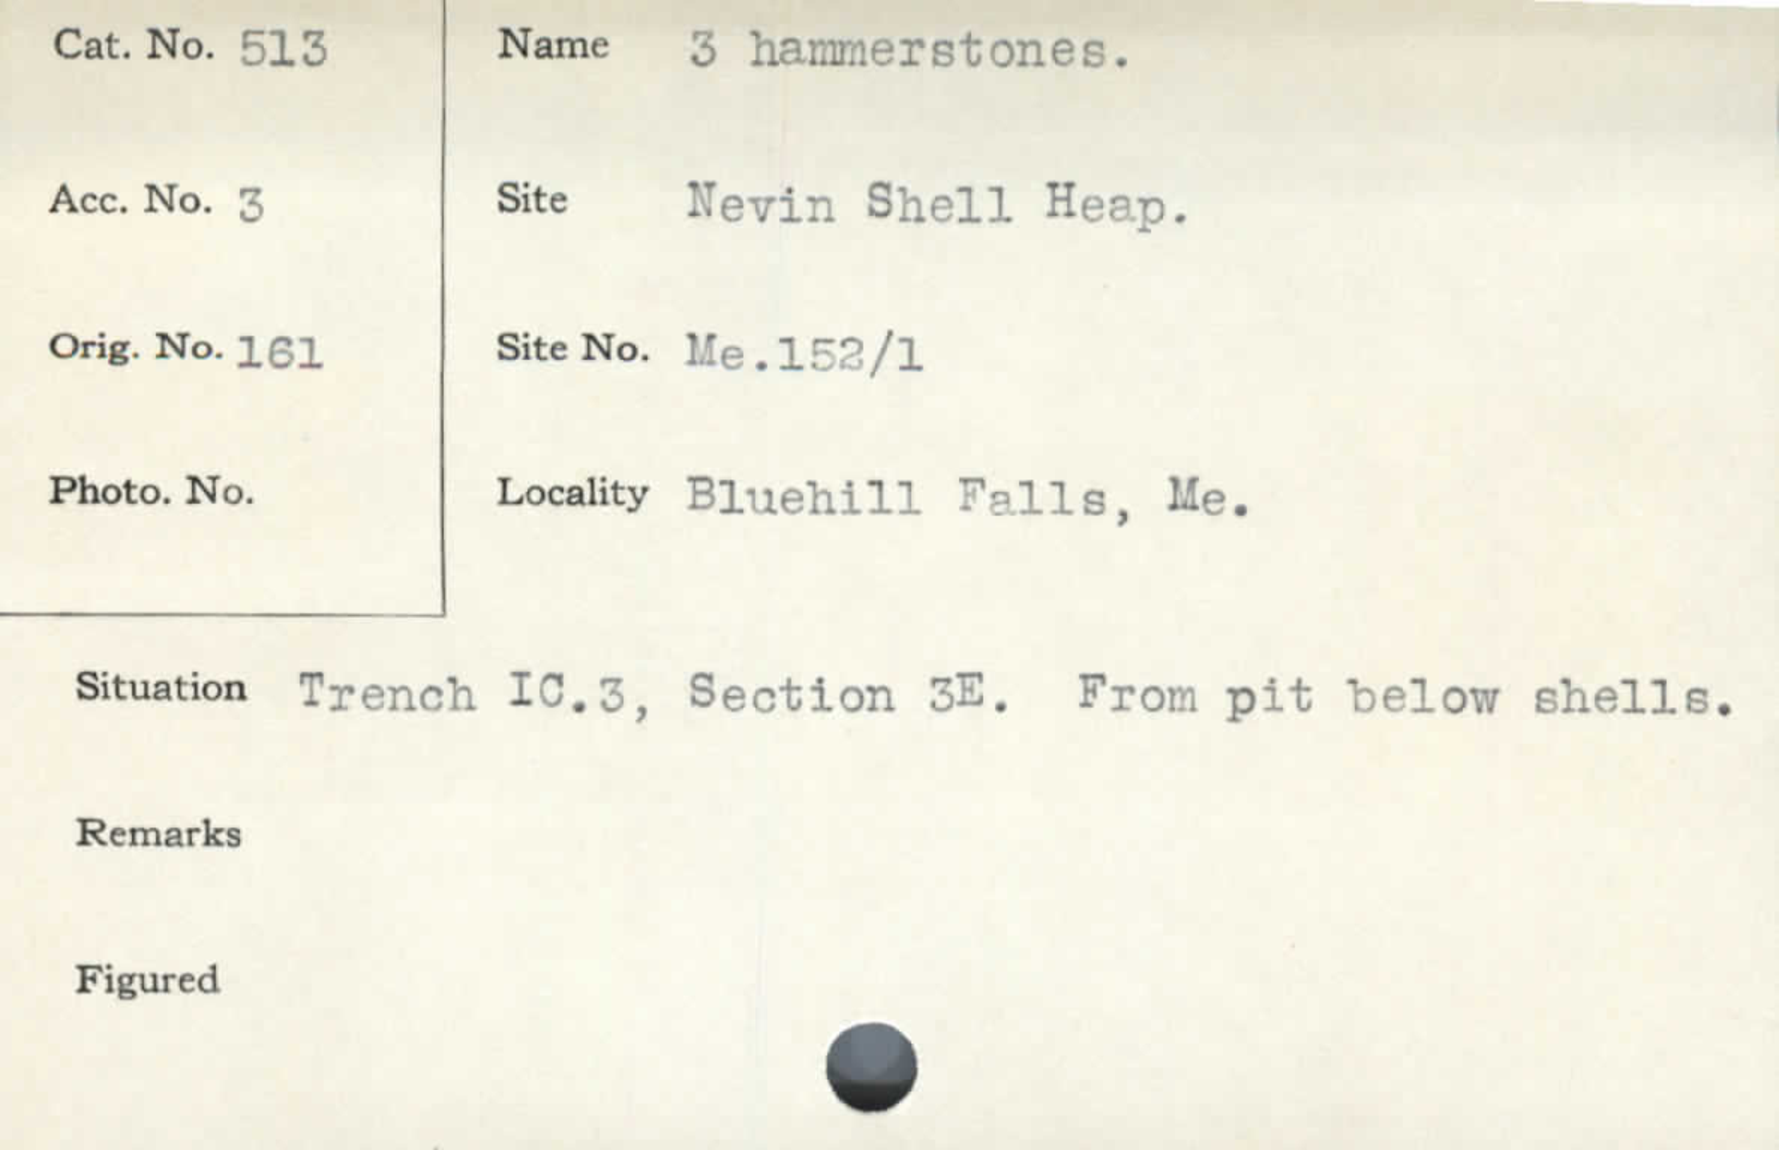 Cat. No. 513
Name 3 hammerstones.
Acc. No. 3
Site Nevin Shell Heap.
Orig. No. 161
Site No. Me.152/1
Photo. No.
Locality Bluehill Falls, Me.
Situation Trench IC.3, Section 3E. From pit below shells.
Remarks
Figured